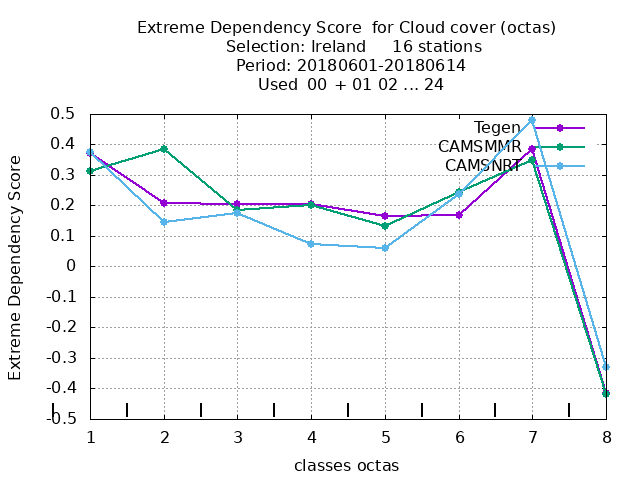 Extreme Dependency Score  for Cloud cover (octas)
Selection: Ireland     16 stations
Period: 20180601-20180614
Used  00  + 01 02 ... 24
Extreme Dependency Score
0.5
0.4
0.3
0.2
0.1
0
-0.1
-0.2
-0.3
-0.4
-0.5
Tegen
CAMSMMR
CAMSNRT
1 2 3 4 5 6 7 8
classes octas